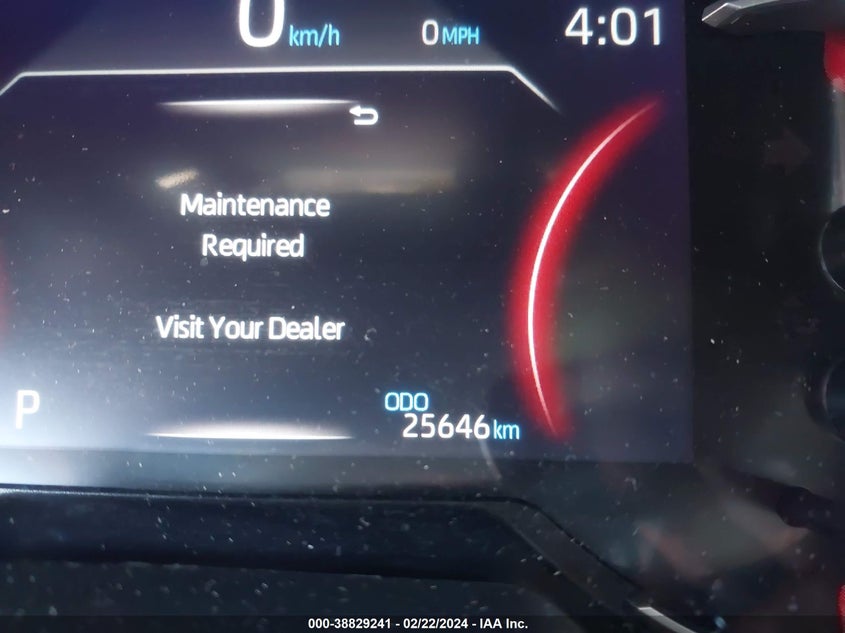 0 km/h 0 MPH 4:01
Maintenance
Required
Visit Your Dealer
P
ODO
25646 km
000-38829241 - 02/22/2024 - IAA Inc.